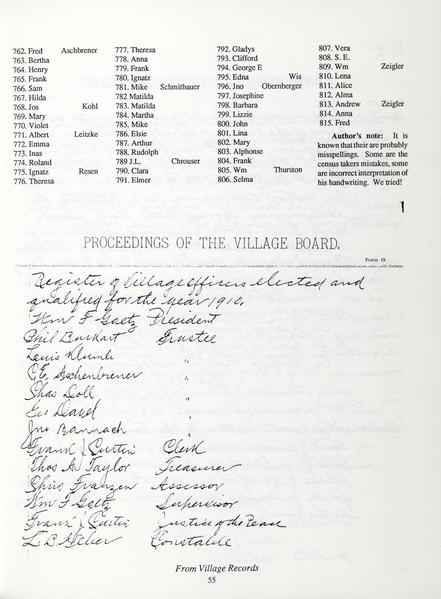 762. Fred Aschbrener
763. Bertha
764. Henry
765. Frank
766. Sam
767. Hilda
768. Jos Kohl
769. Mary
770. Violet
771. Albert Leitzke
772. Emma
773. Inas
774. Roland
775. Ignatz Resen
776. Theresa
777. Theresa
778. Anna
779. Frank
780. Ignatz
781. Mike Schmitbauer
782. Matilda
783. Matilda
784. Martha
785. Mike
786. Elsie
787. Arthur
788. Rudolph
789 J.L. Chrouser
790. Clara
791. Elmer
792. Gladys
793. Clifford
794. George E
795. Edna Wis
796. Jno Obernberger
797. Josephine
798. Barbara
799. Lizzie
800. John
801. Lina
802. Mary
803. Alphonse
804. Frank
805. Wm Thurston
806. Selma
807. Vera
808. S. E.
809. Wm Zeigler
810. Lena
811. Alice
812. Alma
813. Andrew Zeigler
814. Anna
815. Fred
Author's note: It is
known that their are probably
misspellings. Some are the
census takers mistakes, some
are incorrect interpretation of
his handwriting. We tried!
PROCEEDINGS OF THE VILLAGE BOARD.
Form 19.
Register of Village Officers elected and
qualified for the year 1910.
Wm F Goetz President
Phil Burkart Trustee
Louis Klumb "
C.E. Aschenbrener "
Chas Doll "
Geo David "
Jno Bannach "
Frank J Curtin Clerk
Thos A Taylor Treasurer
Chris Franzen Assessor
Wm F Goetz Supervisor
Frank J Curtin Justice of the Peace
L. B. Constable
From Village Records
55